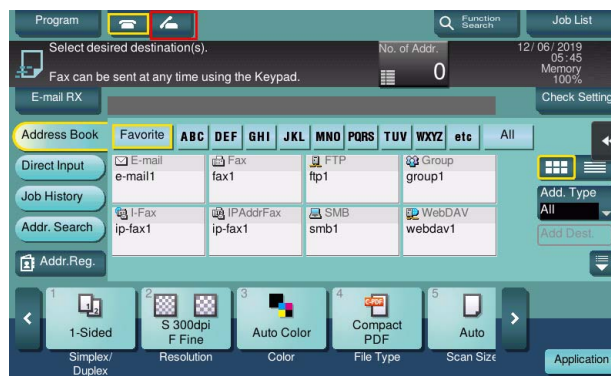 Program
Function
Search
Job List
Select desired destination(s).
No. of Addr.
12/06/2019
05:45
Fax can be sent at any time using the Keypad.
0
Memory
100%
E-mail RX
Check Setting
Address Book
Favorite ABC DEF GHI JKL MNO PQRS TUV WXYZ etc All
Direct Input
E-mail
e-mail1
Fax
fax1
FTP
ftp1
Group
group1
Job History
Add. Type
All
Addr. Search
I-Fax
ip-fax1
IPAddrFax
ip-fax1
SMB
smb1
WebDAV
webdav1
Add Dest.
Addr.Reg.
1
1-Sided
2
S 300dpi
F Fine
3
Auto Color
4
C-PDF
Compact
PDF
5
Auto
Simplex/
Duplex
Resolution
Color
File Type
Scan Size
Application